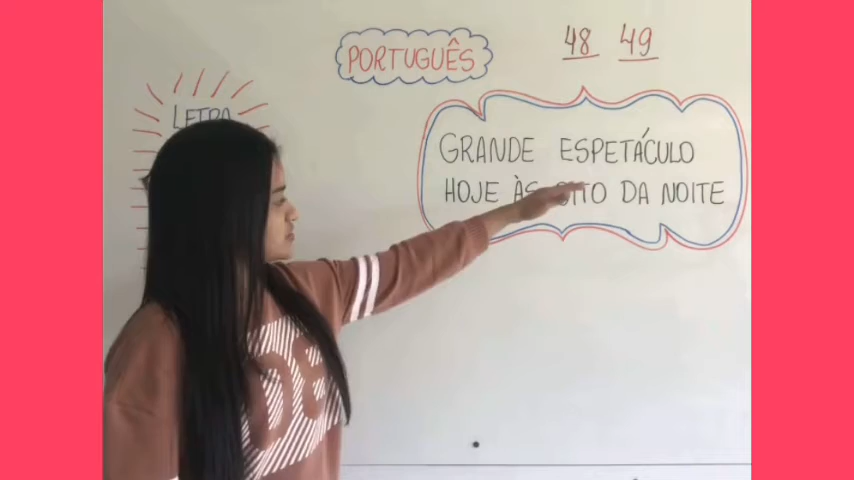 PORTUGUÊS
48 49
LETRA
GRANDE ESPETÁCULO
HOJE ÀS OITO DA NOITE